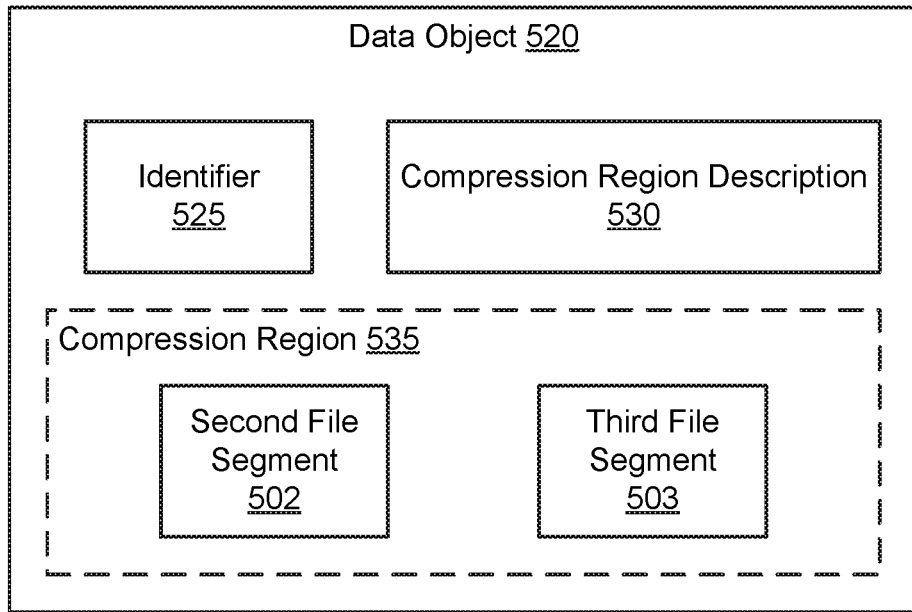 Data Object 520
Identifier
525
Compression Region Description
530
Compression Region 535
Second File
Segment
502
Third File
Segment
503